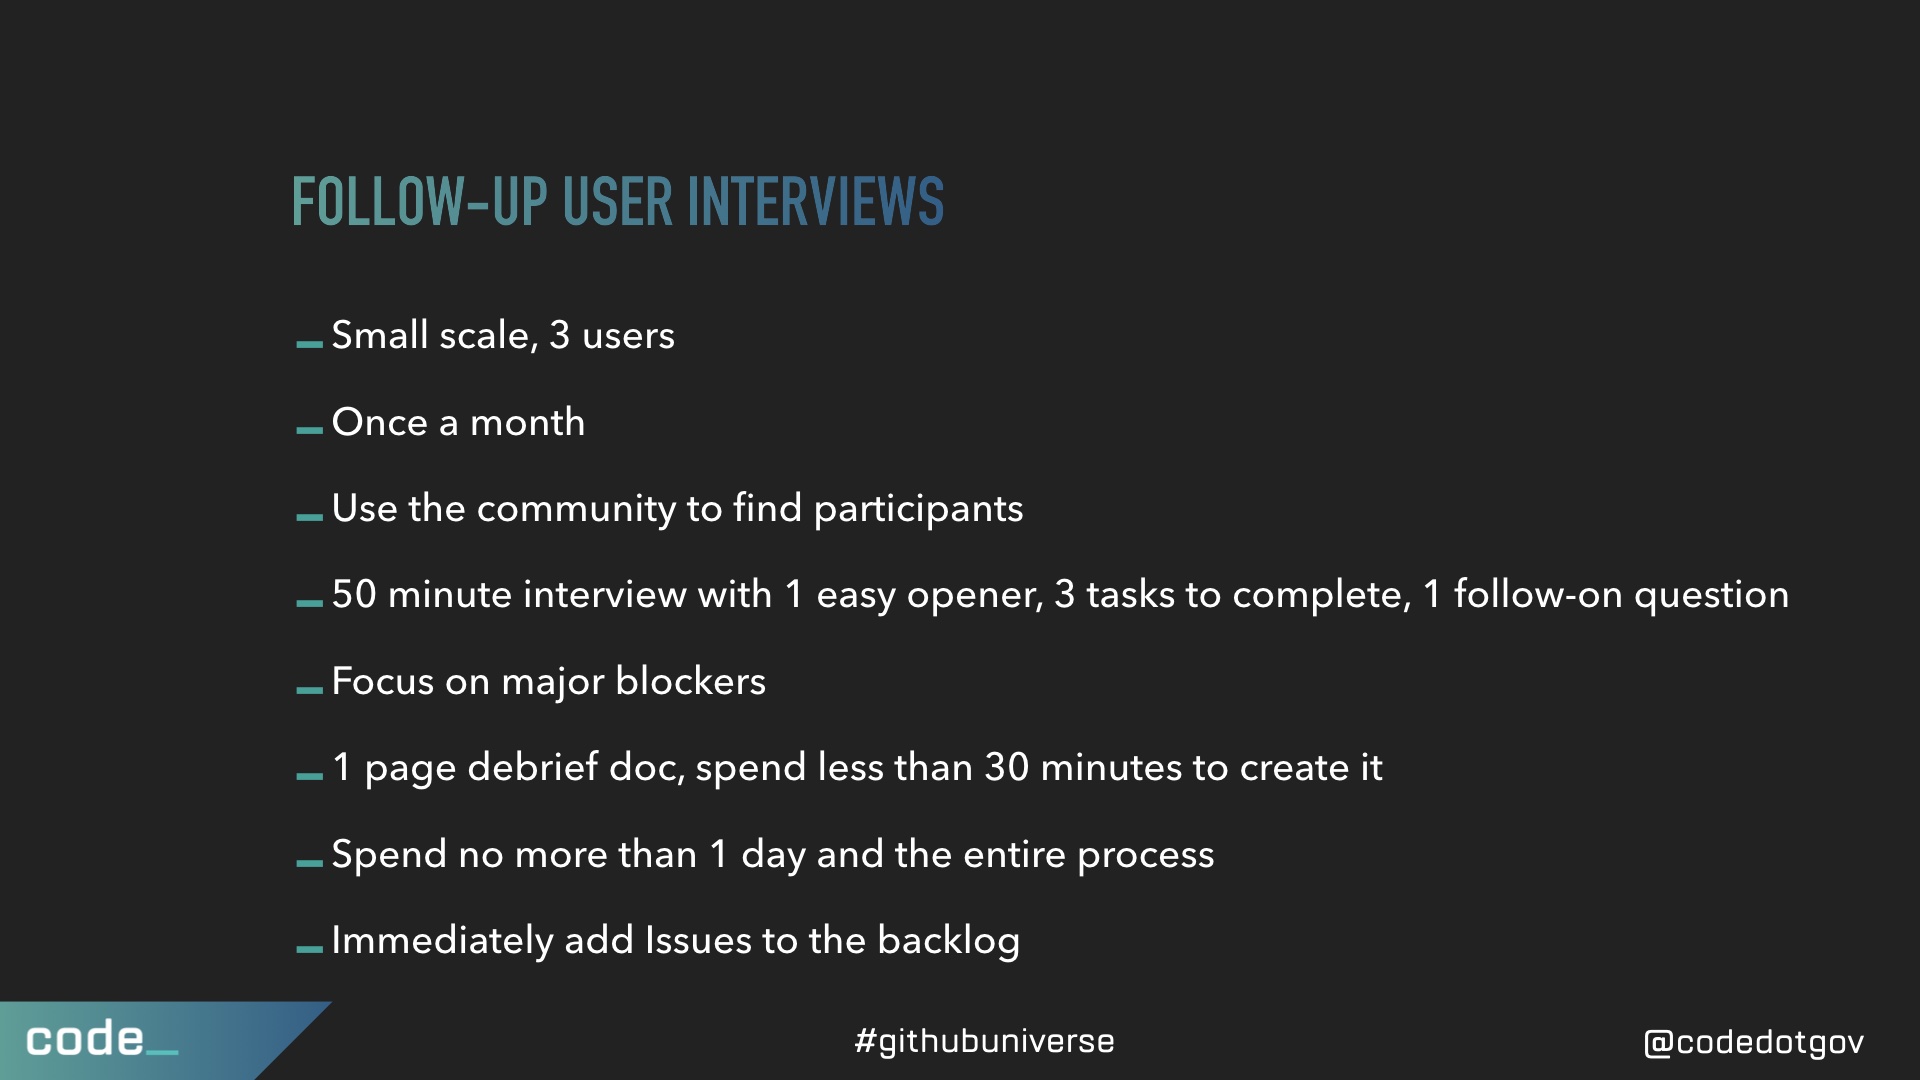 FOLLOW-UP USER INTERVIEWS
Small scale, 3 users
Once a month
Use the community to find participants
50 minute interview with 1 easy opener, 3 tasks to complete, 1 follow-on question
Focus on major blockers
1 page debrief doc, spend less than 30 minutes to create it
Spend no more than 1 day and the entire process
Immediately add Issues to the backlog
code_
#githubuniverse
@codedotgov